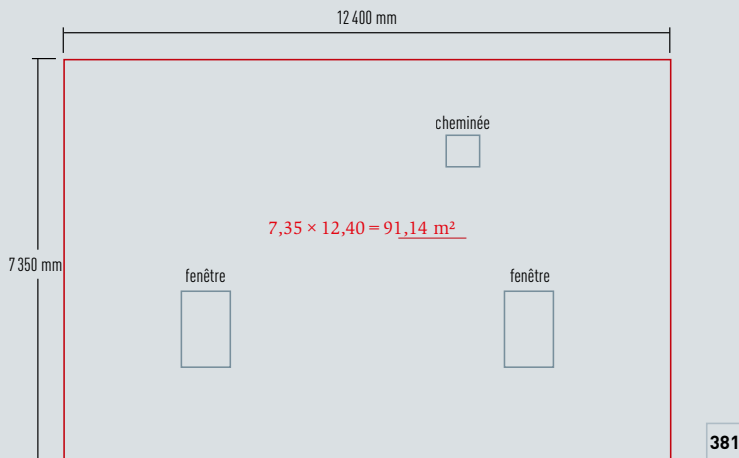 12 400 mm
cheminée
7,35 × 12,40 = 91,14 m²
7 350 mm
fenêtre
fenêtre
381